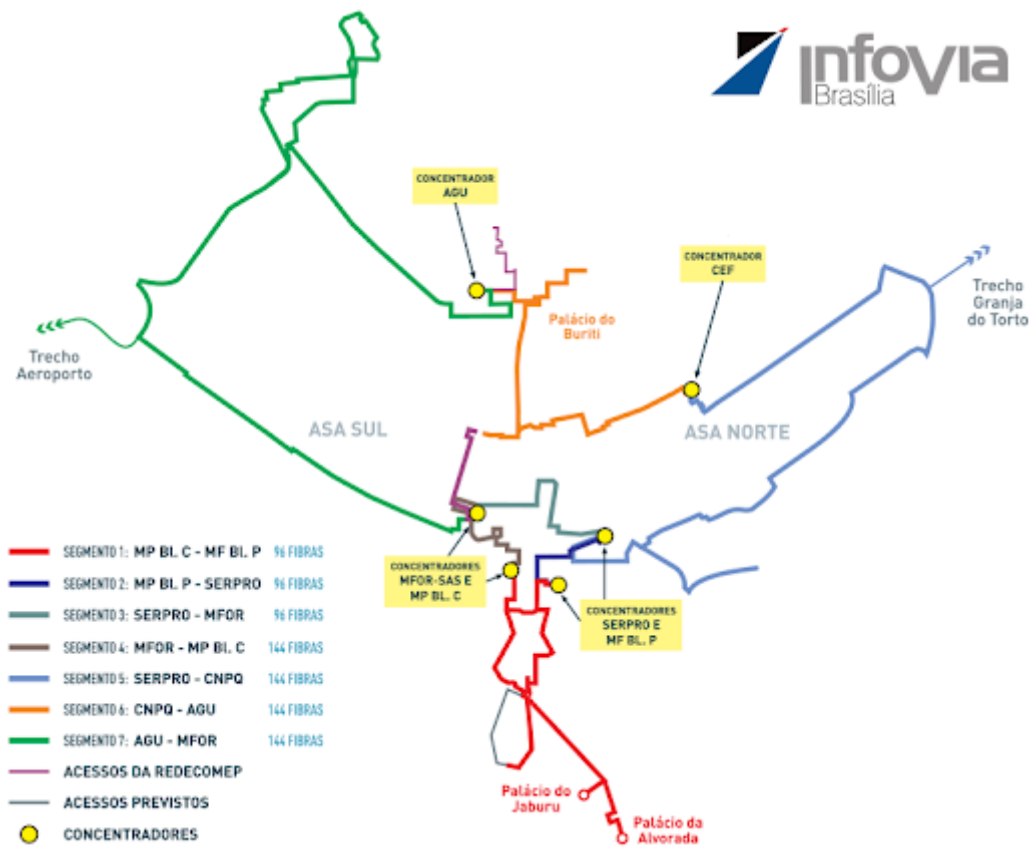 Infovia
Brasília
CONCENTRADOR
AGU
CONCENTRADOR
CEF
Trecho
Granja
do Torto
Palácio do
Buriti
Trecho
Aeroporto
ASA SUL
ASA NORTE
CONCENTRADORES
MFOR-SAS E
MP BL. C
CONCENTRADORES
SERPRO E
MF BL. P
SEGMENTO 1: MP Bl. C - MF Bl. P 96 FIBRAS
SEGMENTO 2: MP Bl. P - SERPRO 96 FIBRAS
SEGMENTO 3: SERPRO - MFOR 96 FIBRAS
SEGMENTO 4: MFOR - MP Bl. C 144 FIBRAS
SEGMENTO 5: SERPRO - CNPQ 144 FIBRAS
SEGMENTO 6: CNPQ - AGU 144 FIBRAS
SEGMENTO 7: AGU - MFOR 144 FIBRAS
ACESSOS DA REDECOMEP
ACESSOS PREVISTOS
CONCENTRADORES
Palácio do
Jaburu
Palácio da
Alvorada